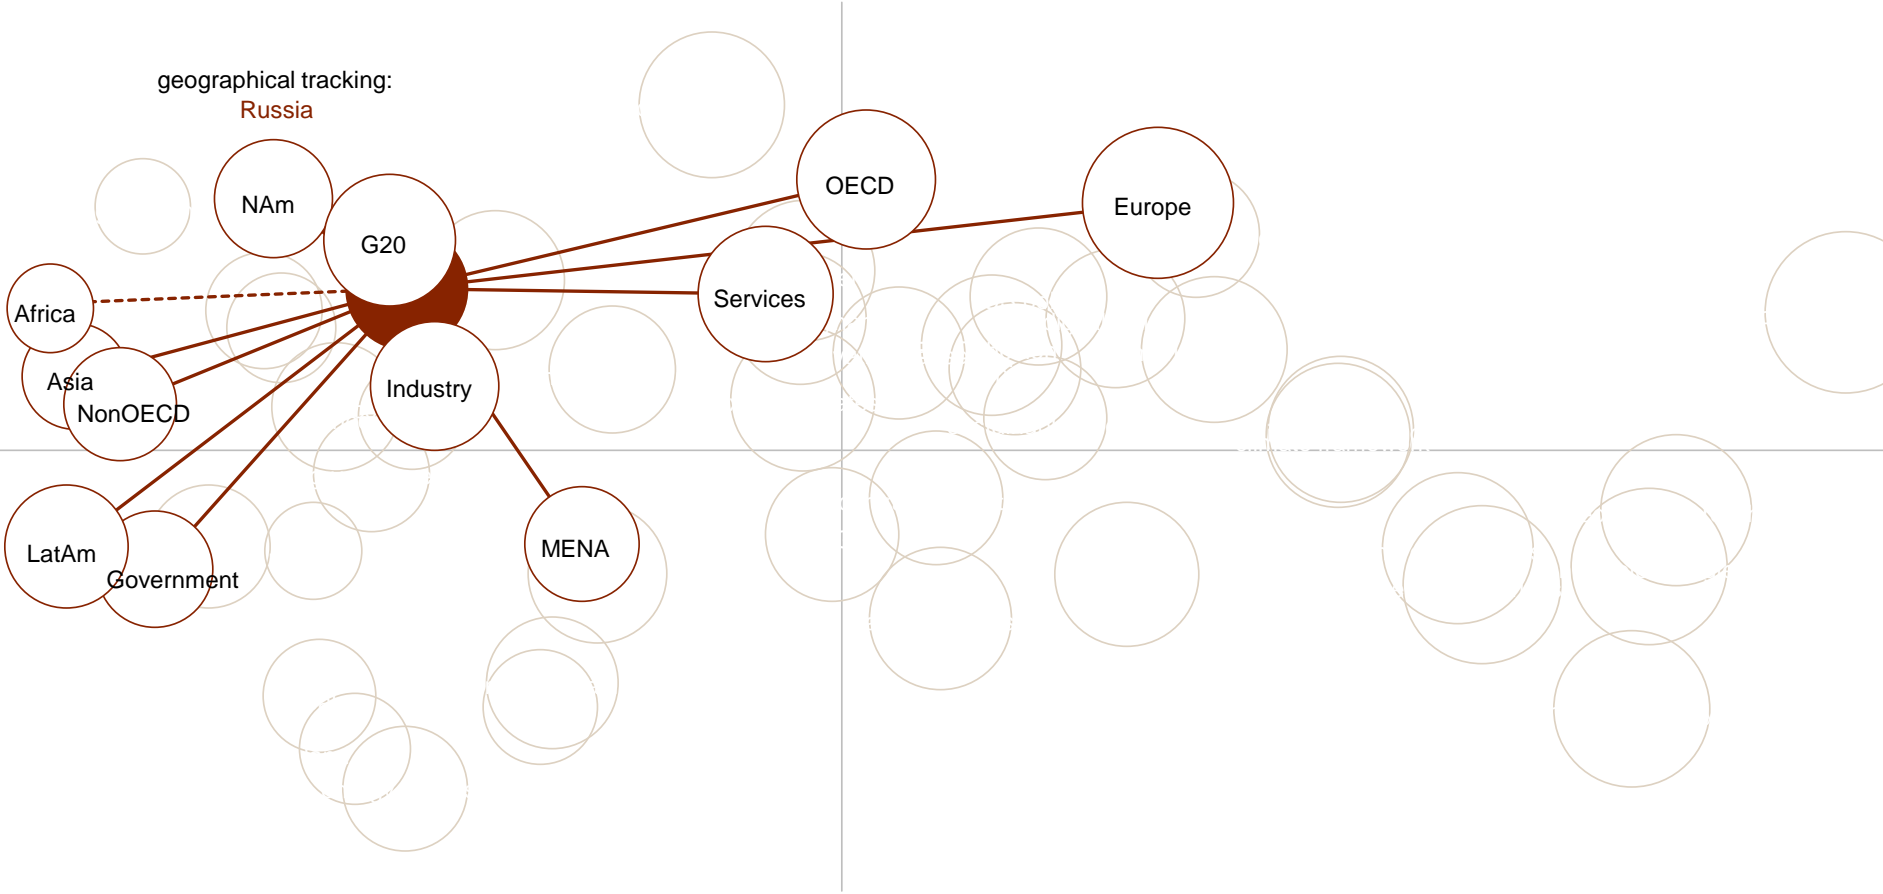 geographical tracking:
Russia
NAm
G20
OECD
Europe
Services
Africa
Asia
NonOECD
Industry
LatAm
Government
MENA